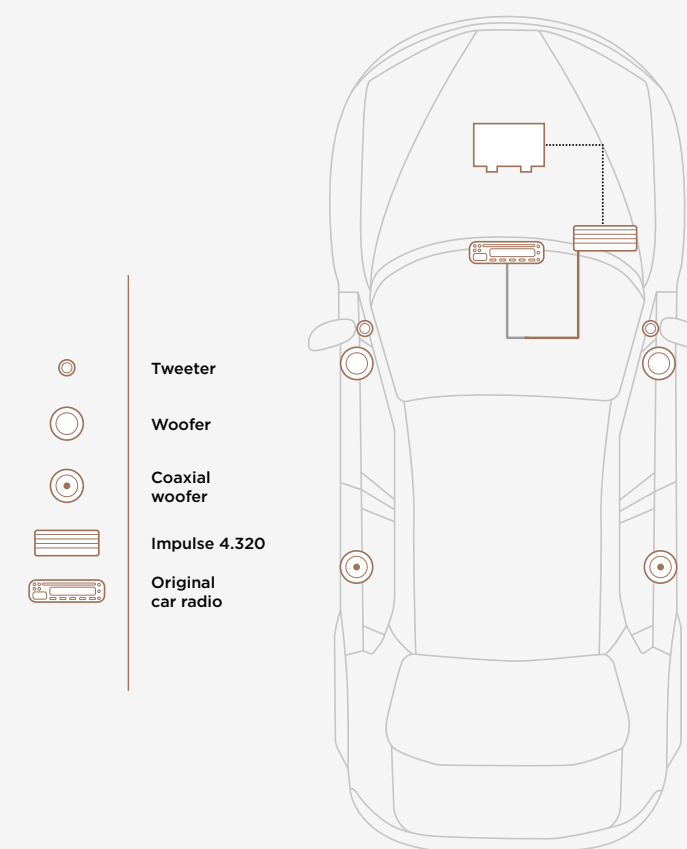 Tweeter
Woofer
Coaxial
woofer
Impulse 4.320
Original
car radio